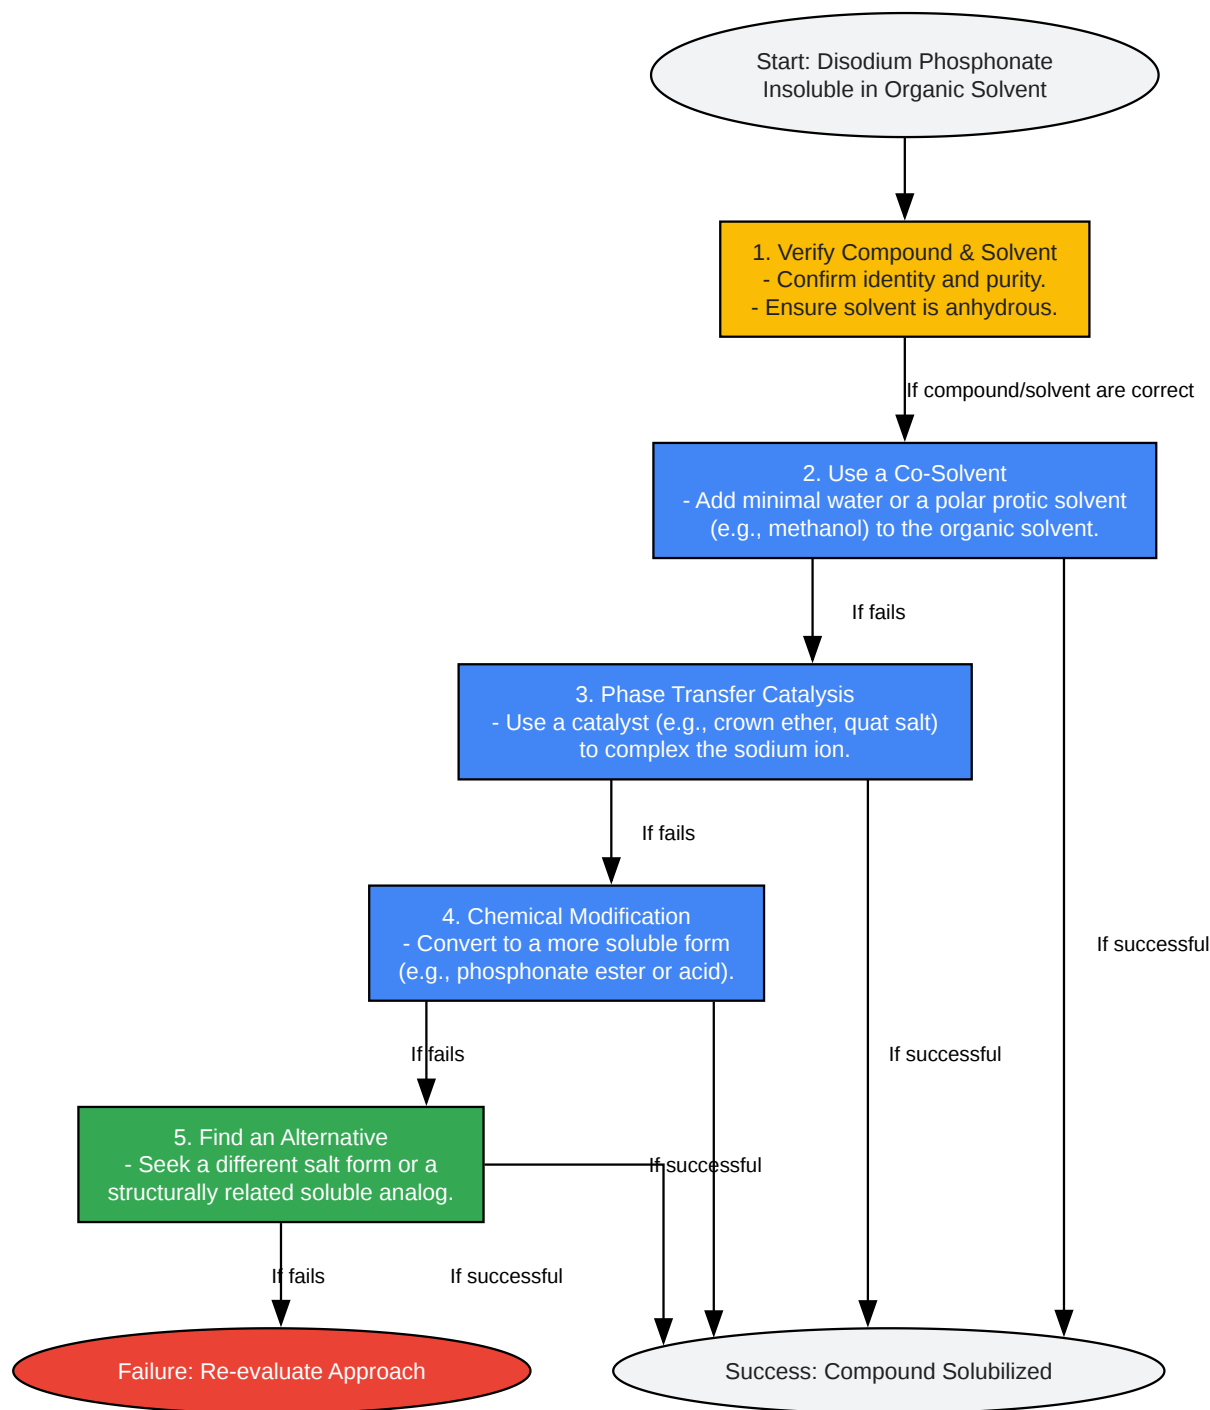 Start: Disodium Phosphonate
Insoluble in Organic Solvent
1. Verify Compound & Solvent
- Confirm identity and purity.
- Ensure solvent is anhydrous.
If compound/solvent are correct
2. Use a Co-Solvent
- Add minimal water or a polar protic solvent
(e.g., methanol) to the organic solvent.
If fails
3. Phase Transfer Catalysis
- Use a catalyst (e.g., crown ether, quat salt)
to complex the sodium ion.
If fails
4. Chemical Modification
- Convert to a more soluble form
(e.g., phosphonate ester or acid).
If successful
If fails
If successful
5. Find an Alternative
- Seek a different salt form or a
structurally related soluble analog.
If successful
If fails
If successful
Failure: Re-evaluate Approach
Success: Compound Solubilized